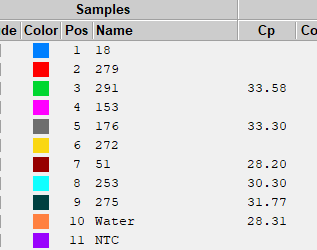 Samples
de Color Pos Name Cp Co
1 18
2 279
3 291 33.58
4 153
5 176 33.30
6 272
7 51 28.20
8 253 30.30
9 275 31.77
10 Water 28.31
11 NTC